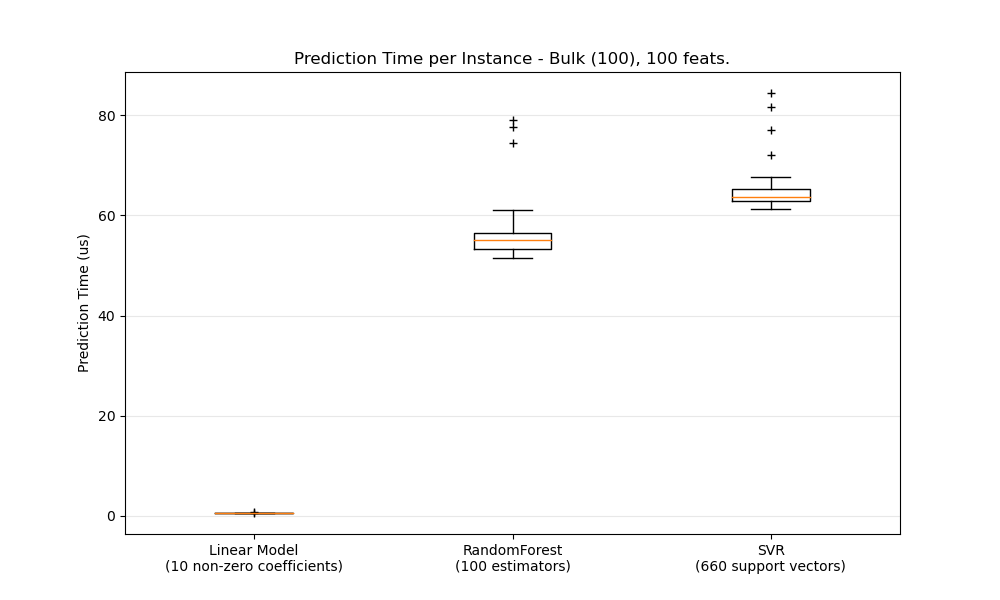 Prediction Time per Instance - Bulk (100), 100 feats.
Prediction Time (us)
80
60
40
20
0
Linear Model
(10 non-zero coefficients)
RandomForest
(100 estimators)
SVR
(660 support vectors)